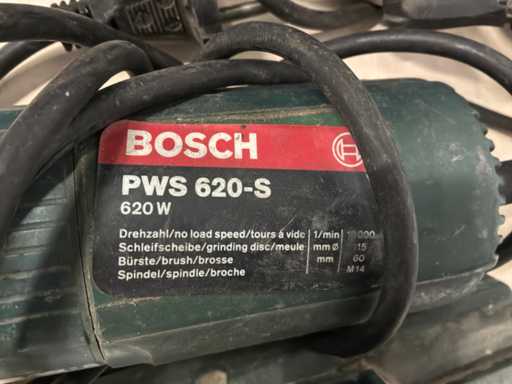 BOSCH
PWS 620-S
620 W
Drehzahl/no load speed/tours à vide 1/min
Schleifscheibe/grinding disc/meule mm ø
Bürste/brush/brosse mm 60
Spindel/spindle/broche M14